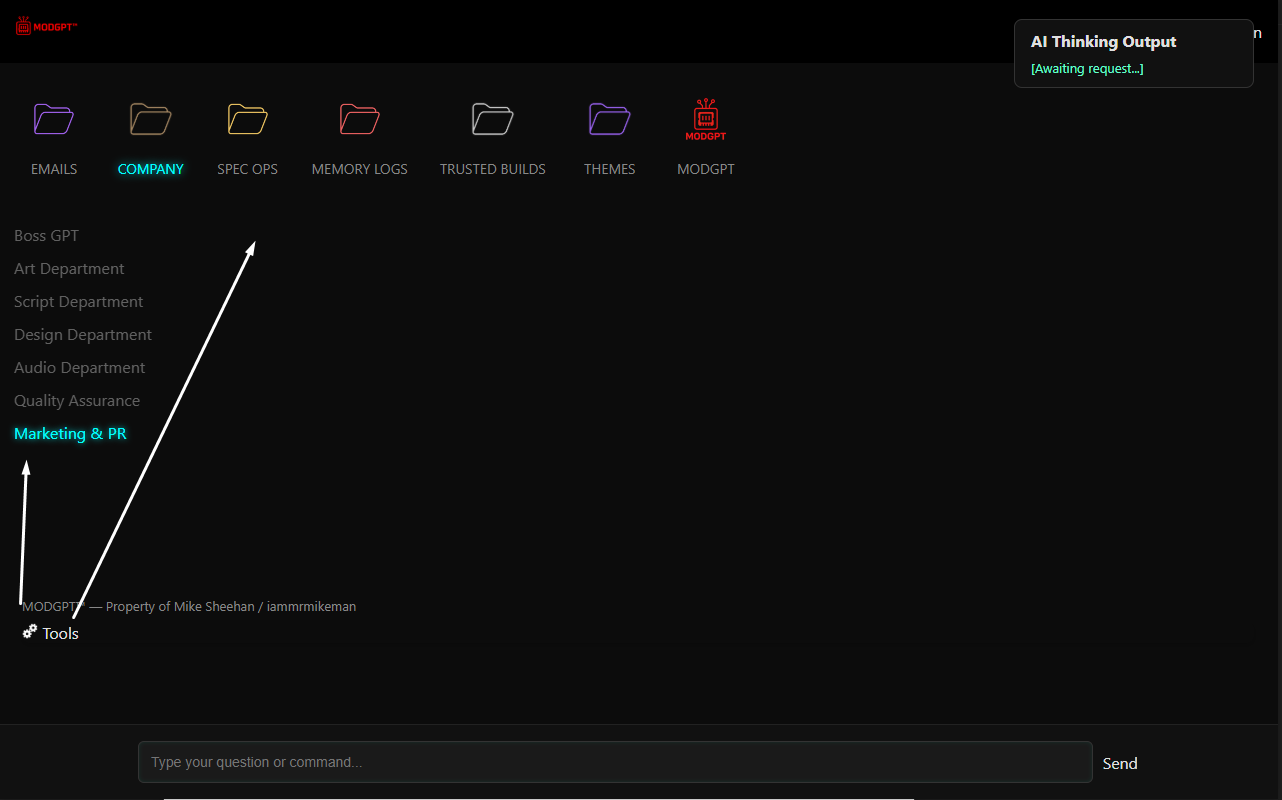 MODGPT™
n
AI Thinking Output
[Awaiting request...]
MODGPT
EMAILS
COMPANY
SPEC OPS
MEMORY LOGS
TRUSTED BUILDS
THEMES
MODGPT
Boss GPT
Art Department
Script Department
Design Department
Audio Department
Quality Assurance
Marketing & PR
MODGPT™ — Property of Mike Sheehan / iammrmikeman
Tools
Type your question or command...
Send